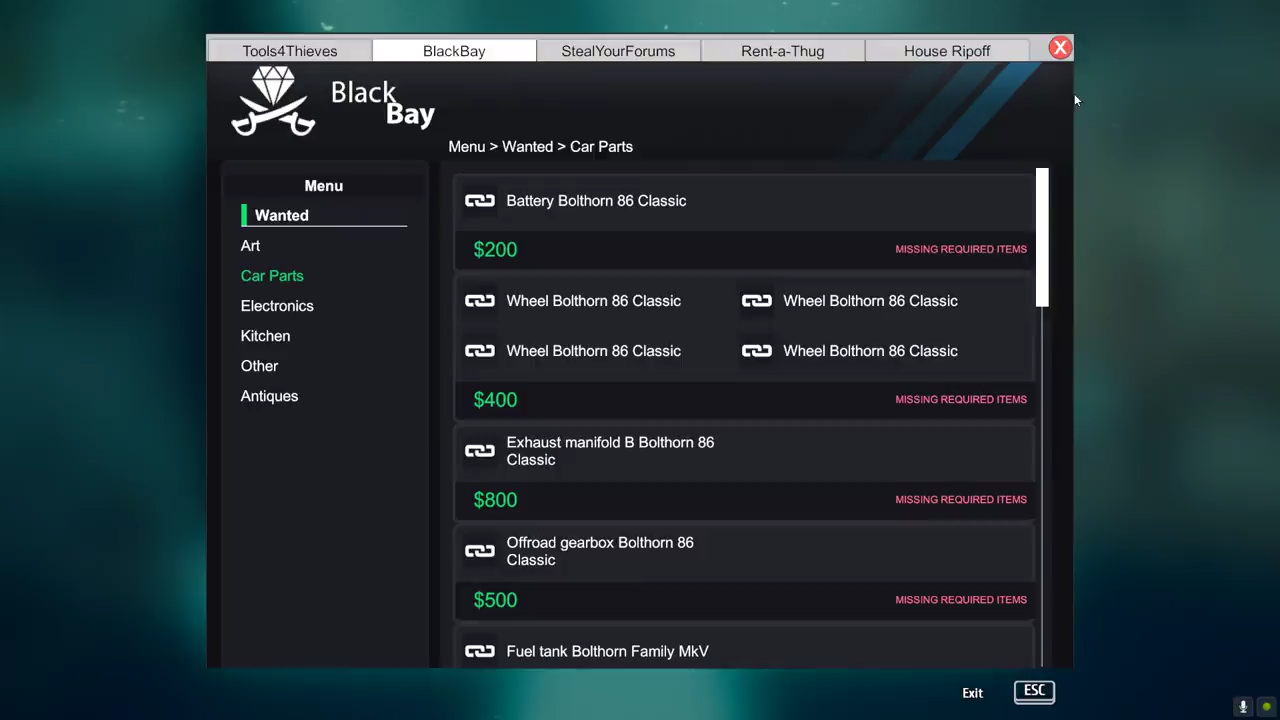 Tools4Thieves
BlackBay
StealYourForums
Rent-a-Thug
House Ripoff
X
Black
Bay
Menu > Wanted > Car Parts
Menu
Wanted
Art
Car Parts
Electronics
Kitchen
Other
Antiques
Battery Bolthorn 86 Classic
$200 MISSING REQUIRED ITEMS
Wheel Bolthorn 86 Classic Wheel Bolthorn 86 Classic
Wheel Bolthorn 86 Classic Wheel Bolthorn 86 Classic
$400 MISSING REQUIRED ITEMS
Exhaust manifold B Bolthorn 86
Classic
$800 MISSING REQUIRED ITEMS
Offroad gearbox Bolthorn 86
Classic
$500 MISSING REQUIRED ITEMS
Fuel tank Bolthorn Family MkV
Exit ESC